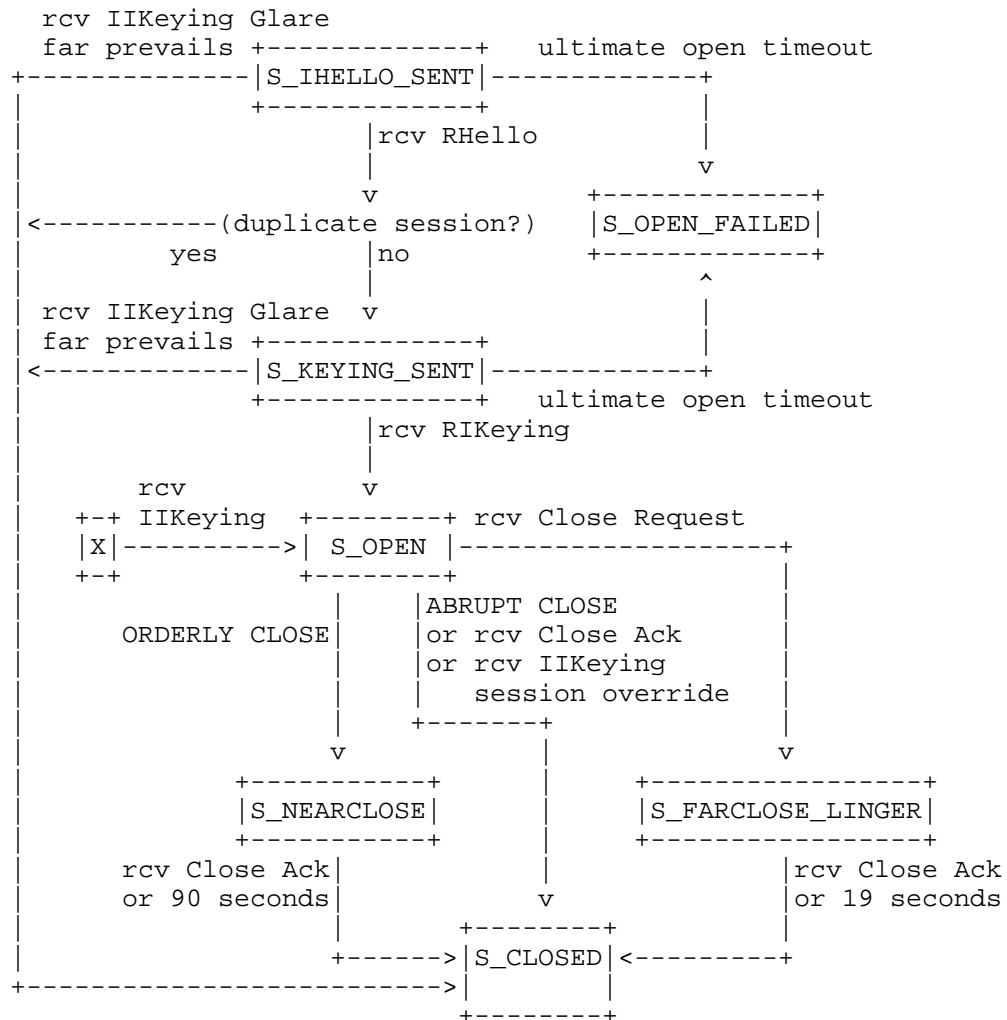 rcv IIKeying Glare
far prevails ultimate open timeout
S_IHELLO_SENT
rcv RHello
(duplicate session?) S_OPEN_FAILED
yes no
rcv IIKeying Glare
far prevails
S_KEYING_SENT
ultimate open timeout
rcv RIKeying
rcv
IIKeying rcv Close Request
X S_OPEN
ABRUPT CLOSE
ORDERLY CLOSE or rcv Close Ack
or rcv IIKeying
session override
S_NEARCLOSE S_FARCLOSE_LINGER
rcv Close Ack rcv Close Ack
or 90 seconds or 19 seconds
S_CLOSED